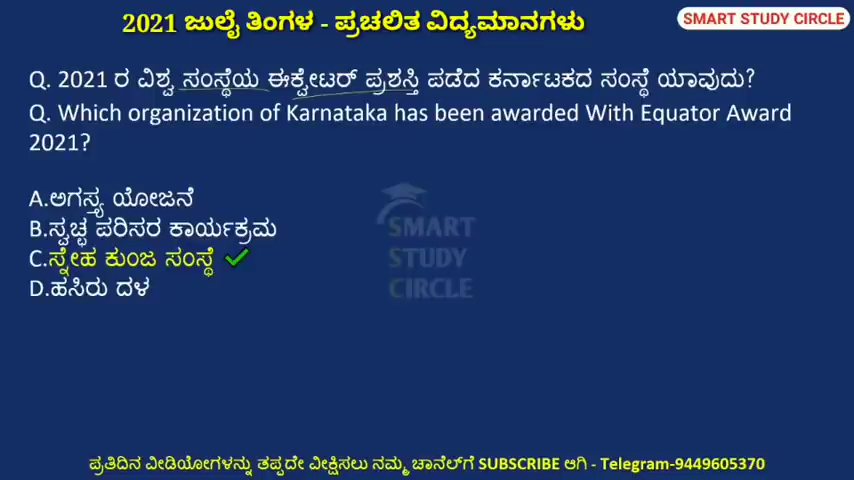 2021 ಜುಲೈ ತಿಂಗಳ - ಪ್ರಚಲಿತ ವಿದ್ಯಮಾನಗಳು
SMART STUDY CIRCLE
Q. 2021 ರ ವಿಶ್ವ ಸಂಸ್ಥೆಯ ಈಕ್ವೇಟರ್ ಪ್ರಶಸ್ತಿ ಪಡೆದ ಕರ್ನಾಟಕದ ಸಂಸ್ಥೆ ಯಾವುದು?
Q. Which organization of Karnataka has been awarded With Equator Award
2021?
A.ಅಗಸ್ತ್ಯ ಯೋಜನೆ
B.ಸ್ವಚ್ಛ ಪರಿಸರ ಕಾರ್ಯಕ್ರಮ
C.ಸ್ನೇಹ ಕುಂಜ ಸಂಸ್ಥೆ
D.ಹಸಿರು ದಳ
SMART
STUDY
CIRCLE
ಪ್ರತಿದಿನ ವೀಡಿಯೋಗಳನ್ನು ತಪ್ಪದೇ ವೀಕ್ಷಿಸಲು ನಮ್ಮ ಚಾನೆಲ್‌ಗೆ SUBSCRIBE ಆಗಿ - Telegram-9449605370